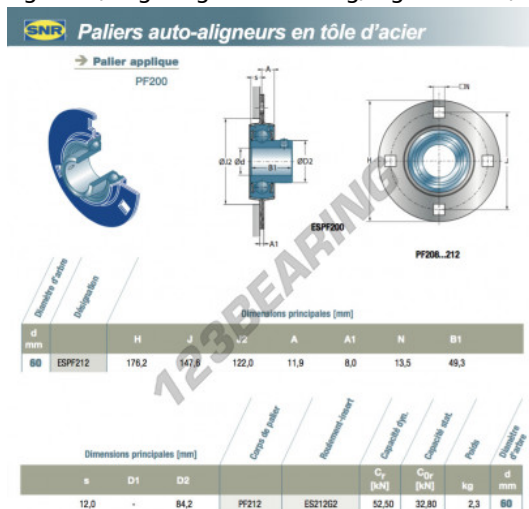 SNR Paliers auto-aligneurs en tôle d'acier
Palier applique
PF200
A
s
□N
ØJ2 Ød B1 ØD2
H J
A1
ESPF200
PF208...212
123BEARING
Diamètre d'arbre Désignation
Dimensions principales [mm]
d mm H J J2 A A1 N B1
60 ESPF212 176,2 147,6 122,0 11,9 8,0 13,5 49,3
Dimensions principales [mm] Corps de palier Roulement-insert Capacité dyn. Capacité stat. Poids Diamètre d'arbre
s D1 D2 Cr [kN] C0r [kN] kg d mm
12,0 - 84,2 PF212 ES212G2 52,50 32,80 2,3 60